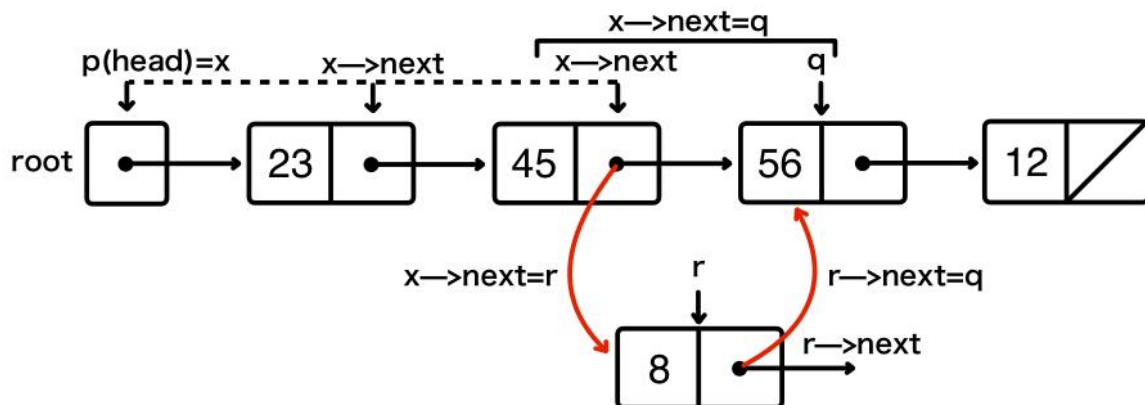 x—>next=q
p(head)=x x—>next x—>next q
root 23 45 56 12
x—>next=r r r—>next=q
8 r—>next